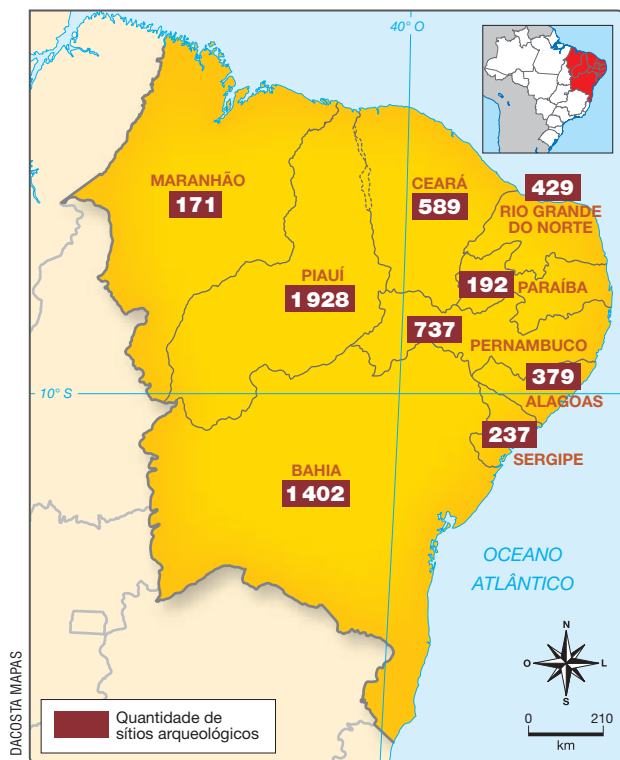 40° O
MARANHÃO
171
CEARÁ
589
429
RIO GRANDE
DO NORTE
PIAUÍ
1 928
192
PARAÍBA
737
PERNAMBUCO
379
ALAGOAS
10° S
237
SERGIPE
BAHIA
1 402
OCEANO
ATLÂNTICO
N
O
L
S
0
210
km
Quantidade de
sítios arqueológicos
DACOSTA MAPAS